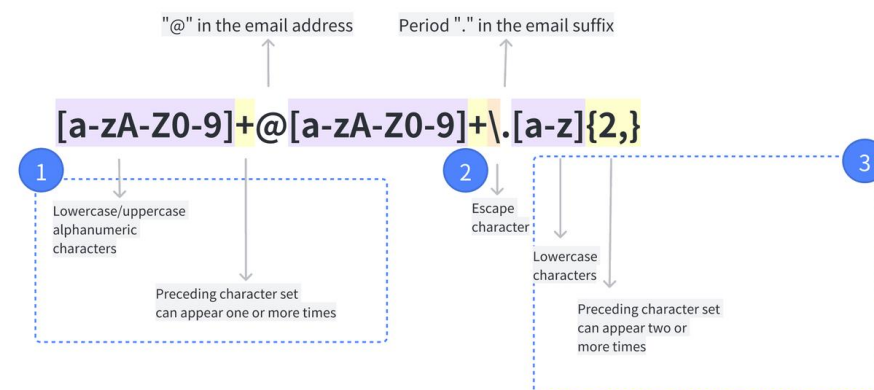 "@" in the email address
Period "." in the email suffix
[a-zA-Z0-9]+@[a-zA-Z0-9]+\.[a-z]{2,}
1
2
3
Lowercase/uppercase
alphanumeric
characters
Escape
character
Lowercase
characters
Preceding character set
can appear one or more times
Preceding character set
can appear two or
more times